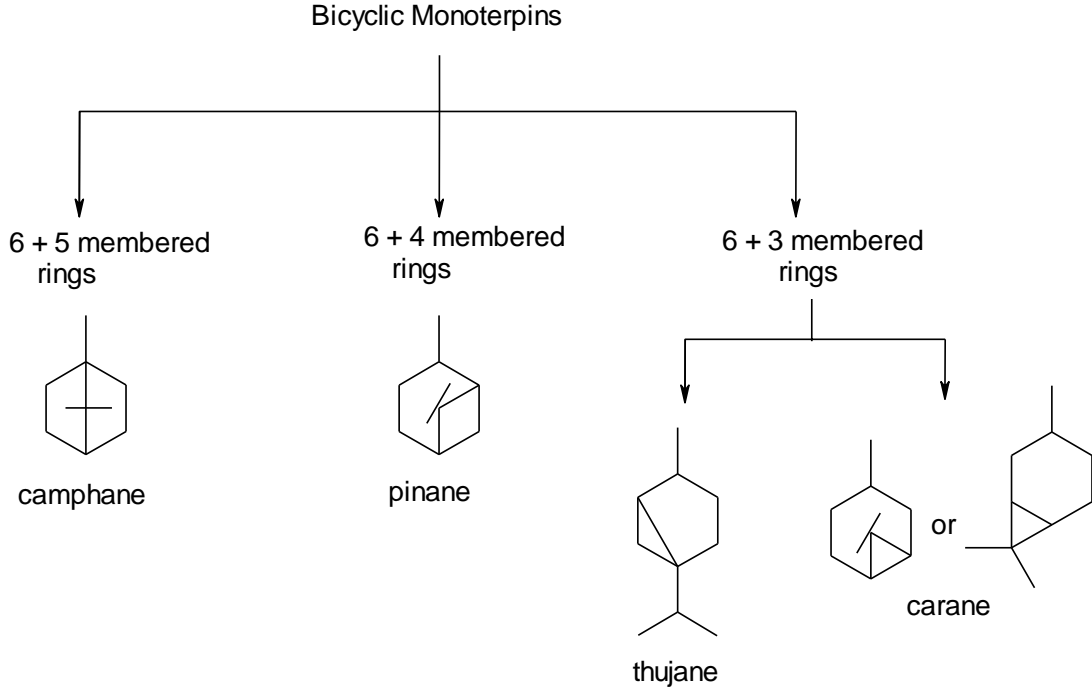 Bicyclic Monoterpins
6 + 5 membered
rings
6 + 4 membered
rings
6 + 3 membered
rings
camphane
pinane
thujane
or
carane